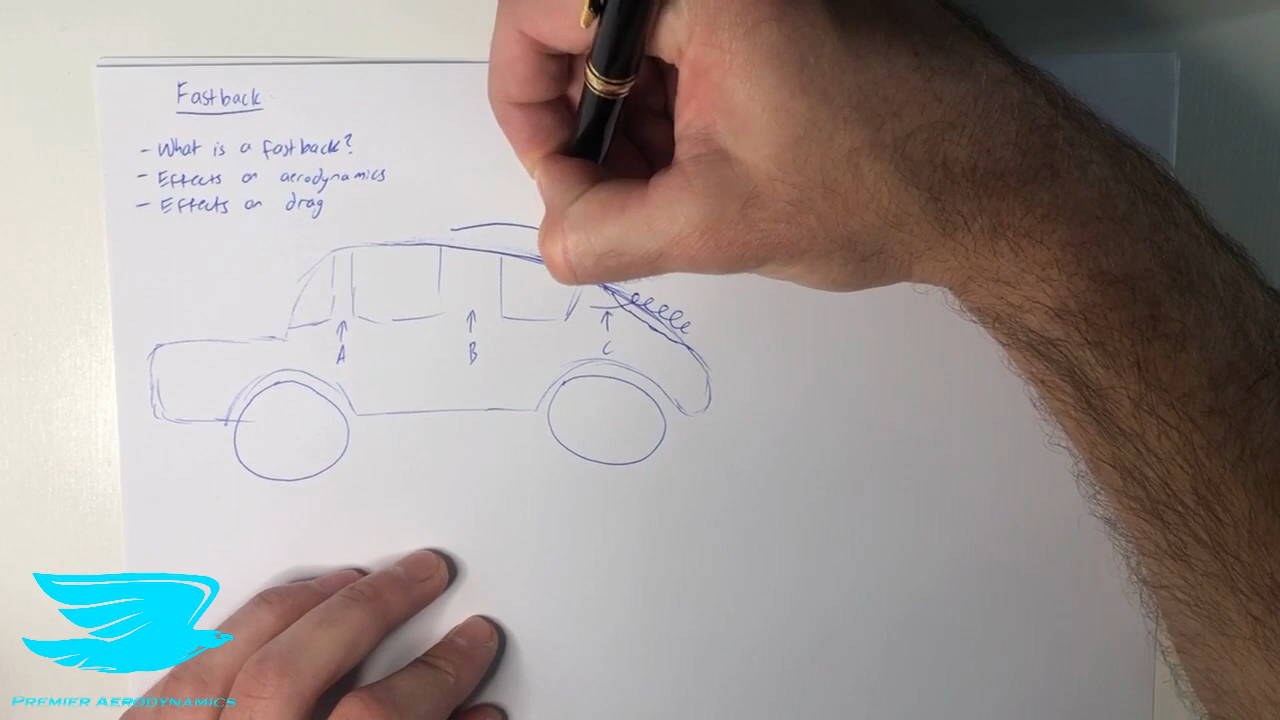 Fastback
- What is a fastback?
- Effects on aerodynamics
- Effects on drag
A
B
C
PREMIER AERODYNAMICS